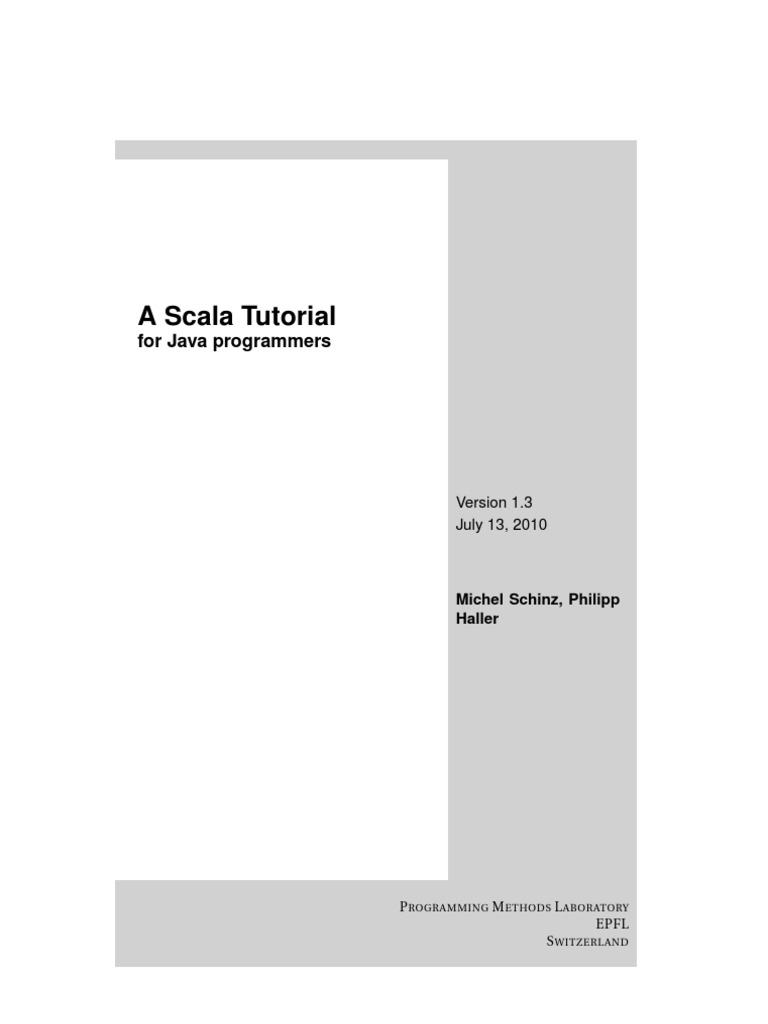 A Scala Tutorial
for Java programmers
Version 1.3
July 13, 2010
Michel Schinz, Philipp
Haller
PROGRAMMING METHODS LABORATORY
EPFL
SWITZERLAND